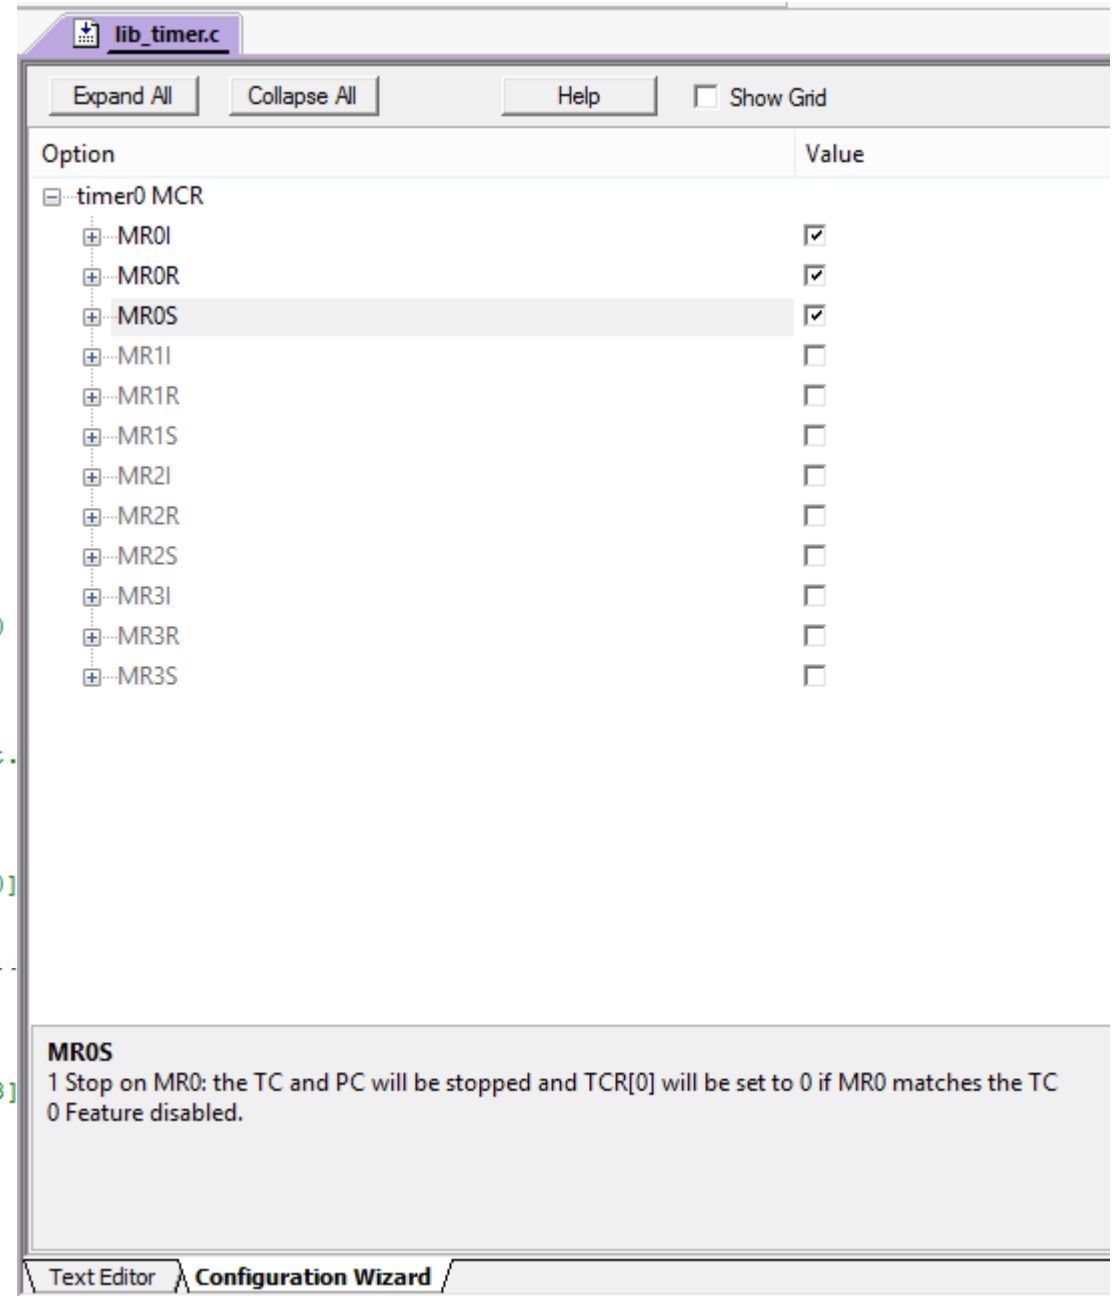 lib_timer.c
Expand All Collapse All Help Show Grid
Option Value
timer0 MCR
MR0I
MR0R
MR0S
MR1I
MR1R
MR1S
MR2I
MR2R
MR2S
MR3I
MR3R
MR3S
MR0S
1 Stop on MR0: the TC and PC will be stopped and TCR[0] will be set to 0 if MR0 matches the TC
0 Feature disabled.
Text Editor Configuration Wizard